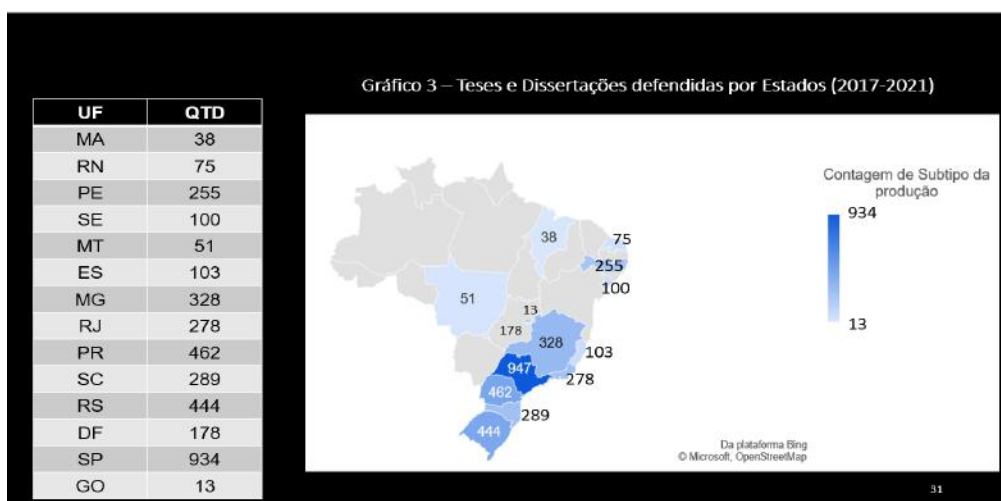 Gráfico 3 – Teses e Dissertações defendidas por Estados (2017-2021)
UF QTD
MA 38
RN 75
PE 255
SE 100
MT 51
ES 103
MG 328
RJ 278
PR 462
SC 289
RS 444
DF 178
SP 934
GO 13
38
75
255
100
51
13
178
328
103
947
278
462
289
444
Contagem de Subtipo da
produção
934
13
Da plataforma Bing
© Microsoft, OpenStreetMap
31